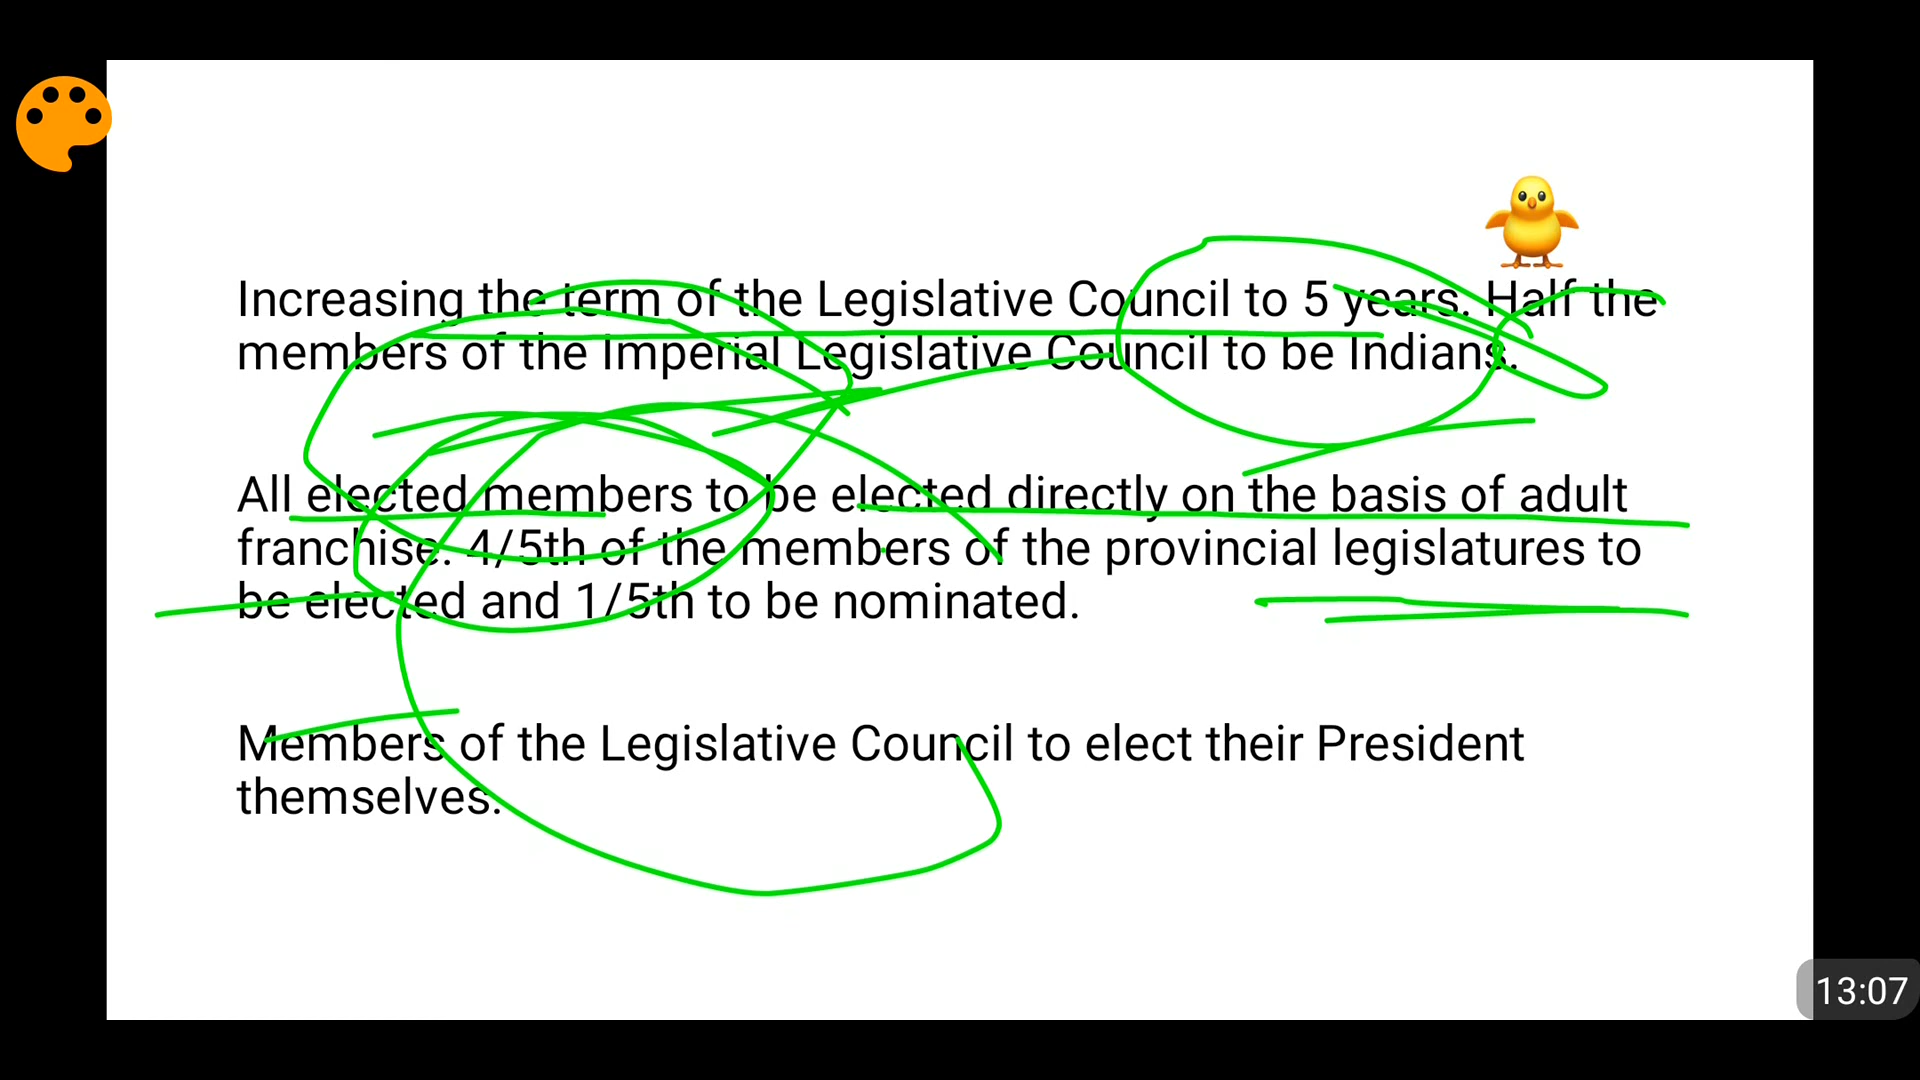 Increasing the term of the Legislative Council to 5 years. Half the
members of the Imperial Legislative Council to be Indians.
All elected members to be elected directly on the basis of adult
franchise. 4/5th of the members of the provincial legislatures to
be elected and 1/5th to be nominated.
Members of the Legislative Council to elect their President
themselves.
13:07